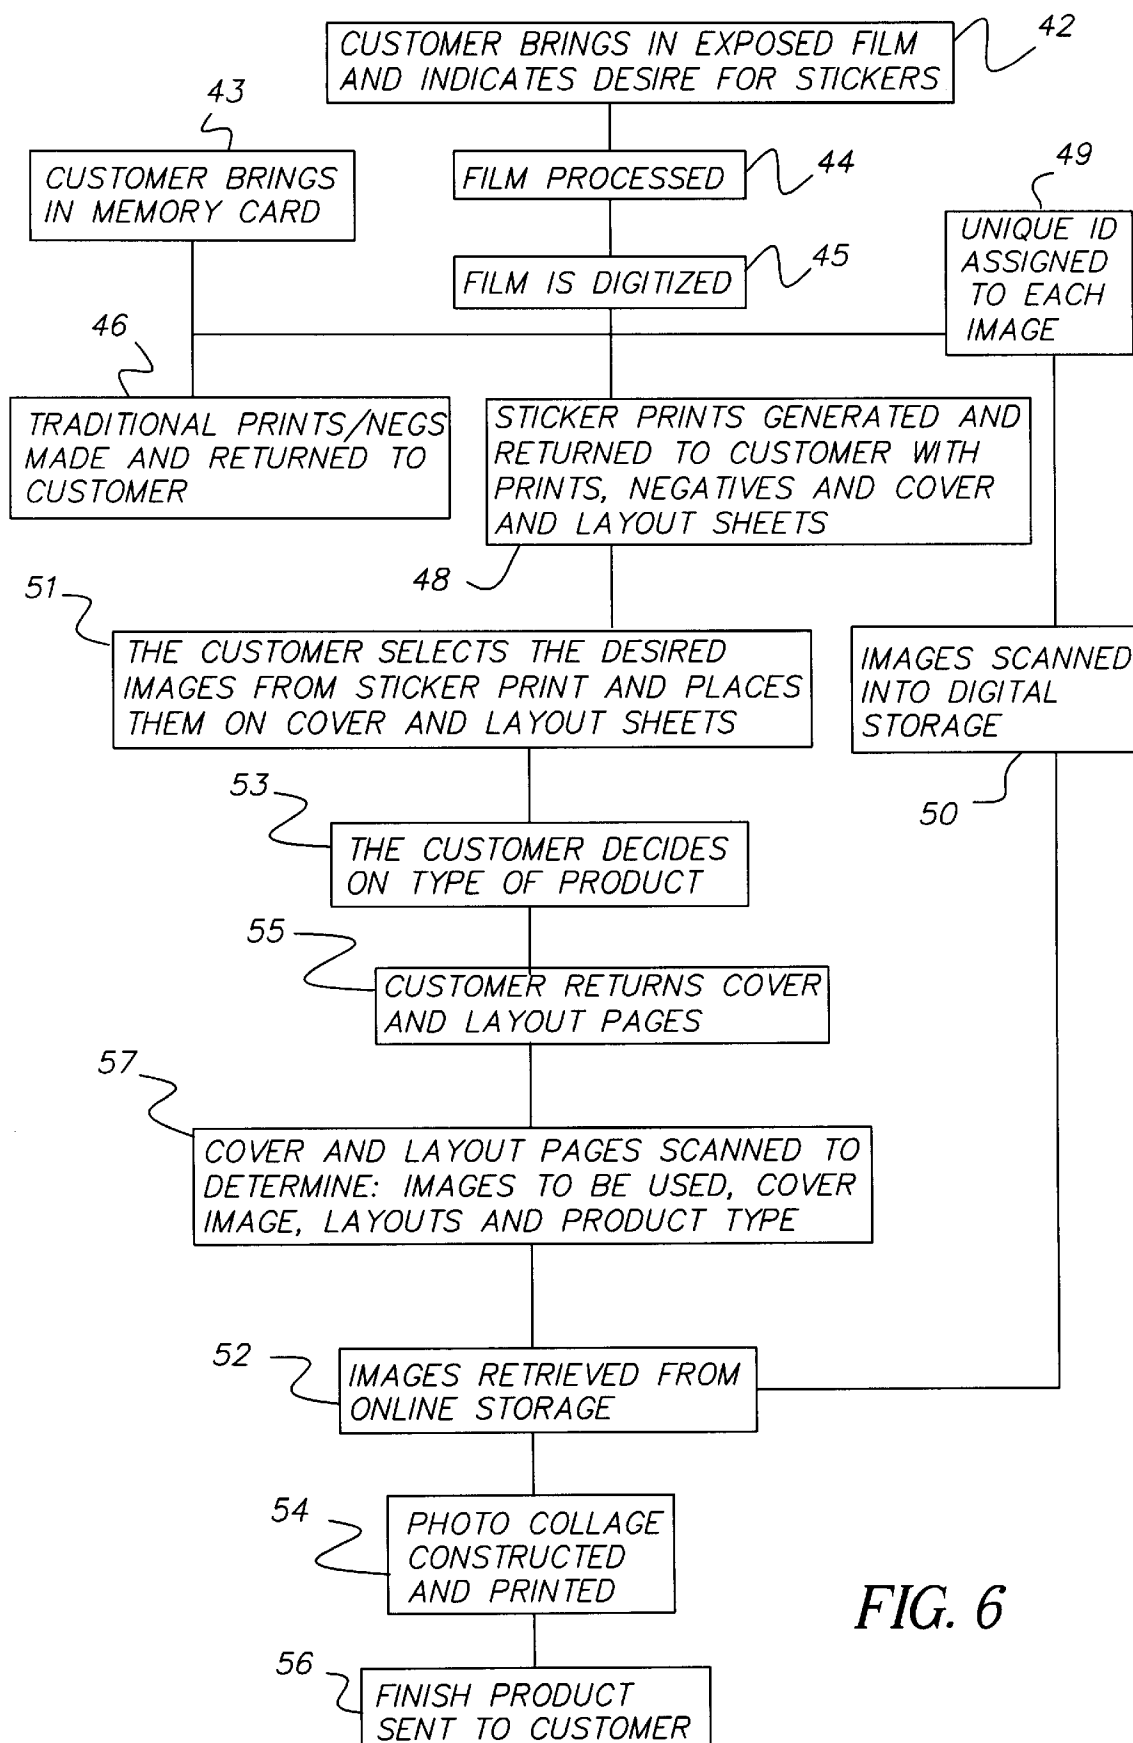 42
CUSTOMER BRINGS IN EXPOSED FILM
AND INDICATES DESIRE FOR STICKERS
43
CUSTOMER BRINGS
IN MEMORY CARD
44
FILM PROCESSED
49
UNIQUE ID
ASSIGNED
TO EACH
IMAGE
45
FILM IS DIGITIZED
46
TRADITIONAL PRINTS/NEGS
MADE AND RETURNED TO
CUSTOMER
STICKER PRINTS GENERATED AND
RETURNED TO CUSTOMER WITH
PRINTS, NEGATIVES AND COVER
AND LAYOUT SHEETS
48
51
THE CUSTOMER SELECTS THE DESIRED
IMAGES FROM STICKER PRINT AND PLACES
THEM ON COVER AND LAYOUT SHEETS
IMAGES SCANNED
INTO DIGITAL
STORAGE
50
53
THE CUSTOMER DECIDES
ON TYPE OF PRODUCT
55
CUSTOMER RETURNS COVER
AND LAYOUT PAGES
57
COVER AND LAYOUT PAGES SCANNED TO
DETERMINE: IMAGES TO BE USED, COVER
IMAGE, LAYOUTS AND PRODUCT TYPE
52
IMAGES RETRIEVED FROM
ONLINE STORAGE
54
PHOTO COLLAGE
CONSTRUCTED
AND PRINTED
FIG. 6
56
FINISH PRODUCT
SENT TO CUSTOMER